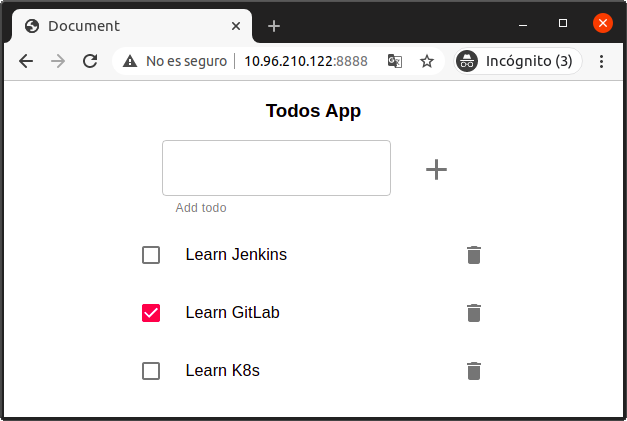 Document
No es seguro 10.96.210.122:8888 Incógnito (3)
Todos App
Add todo
Learn Jenkins
Learn GitLab
Learn K8s